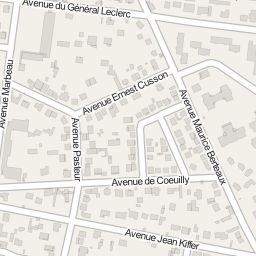 Avenue du Général Leclerc
Avenue Marbeau
Avenue Ernest Cusson
Avenue Maurice Berteaux
Avenue Pasteur
Avenue de Coeuilly
Avenue Jean Kiffer